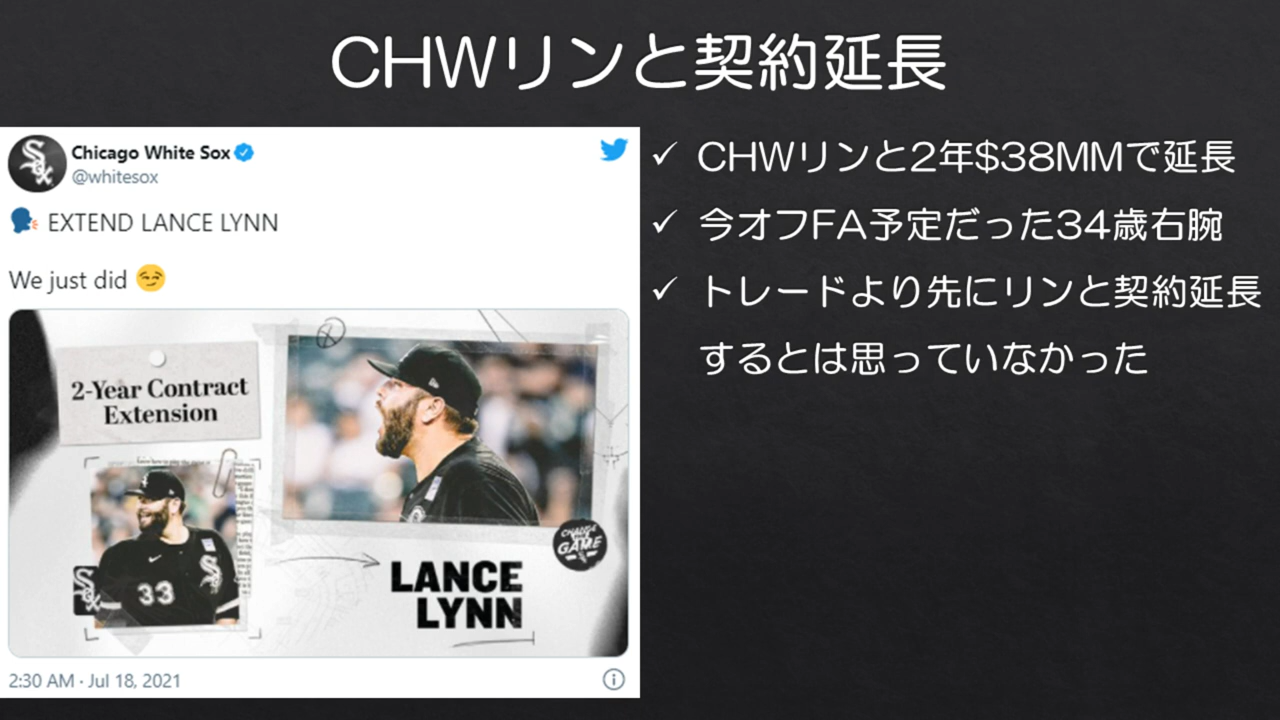 CHWリンと契約延長
Chicago White Sox
@whitesox
EXTEND LANCE LYNN
We just did
2-Year Contract
Extension
33
CHANGE
THE
GAME
LANCE
LYNN
2:30 AM · Jul 18, 2021
CHWリンと2年$38MMで延長
今オフFA予定だった34歳右腕
トレードより先にリンと契約延長
するとは思っていなかった